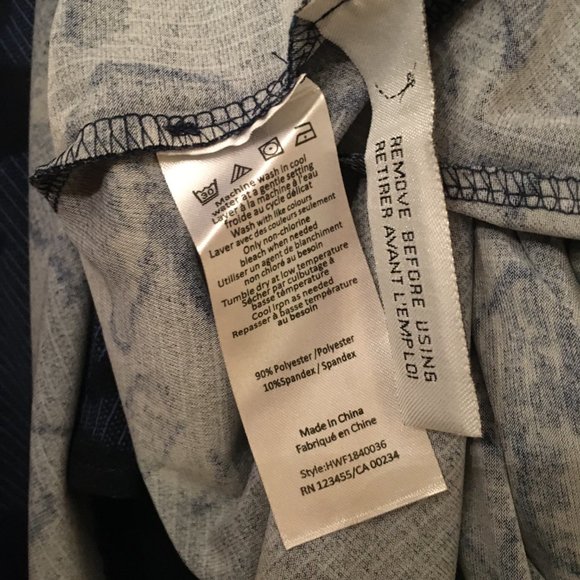 30
Machine wash in cool
water at a gentle setting
Layer à la machine à l'eau
froide au cycle délicat
Wash with like colours
Laver avec des couleurs seulement
Only non-chlorine
bleach when needed
Utiliser un agent de blanchiment
non chloré au besoin
Tumble dry at low temperature
Sécher par culbutage à
basse température
Cool iron as needed
Repasser à basse température
au besoin
90% Polyester /Polyester
10%Spandex / Spandex
Made in China
Fabriqué en Chine
Style:HWF1840036
RN 123455/CA 00234
REMOVE BEFORE USING
RETIRER AVANT L'EMPLOI